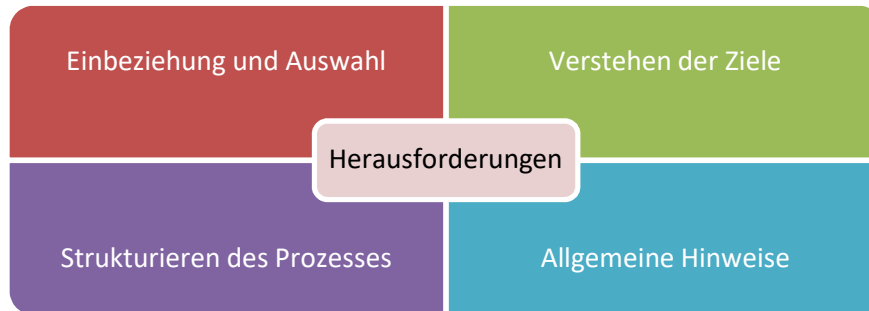 Einbeziehung und Auswahl
Verstehen der Ziele
Herausforderungen
Strukturieren des Prozesses
Allgemeine Hinweise